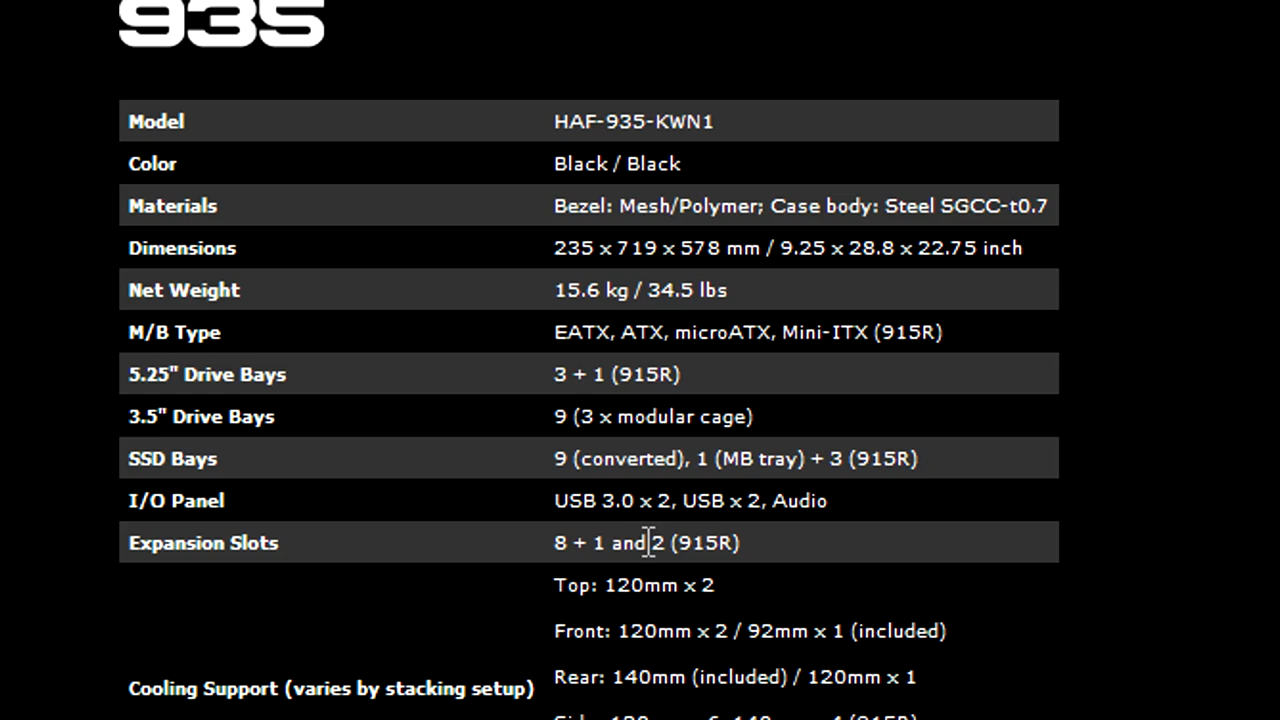 935
Model HAF-935-KWN1
Color Black / Black
Materials Bezel: Mesh/Polymer; Case body: Steel SGCC-t0.7
Dimensions 235 x 719 x 578 mm / 9.25 x 28.8 x 22.75 inch
Net Weight 15.6 kg / 34.5 lbs
M/B Type EATX, ATX, microATX, Mini-ITX (915R)
5.25" Drive Bays 3 + 1 (915R)
3.5" Drive Bays 9 (3 x modular cage)
SSD Bays 9 (converted), 1 (MB tray) + 3 (915R)
I/O Panel USB 3.0 x 2, USB x 2, Audio
Expansion Slots 8 + 1 and 2 (915R)
Top: 120mm x 2
Front: 120mm x 2 / 92mm x 1 (included)
Rear: 140mm (included) / 120mm x 1
Cooling Support (varies by stacking setup)